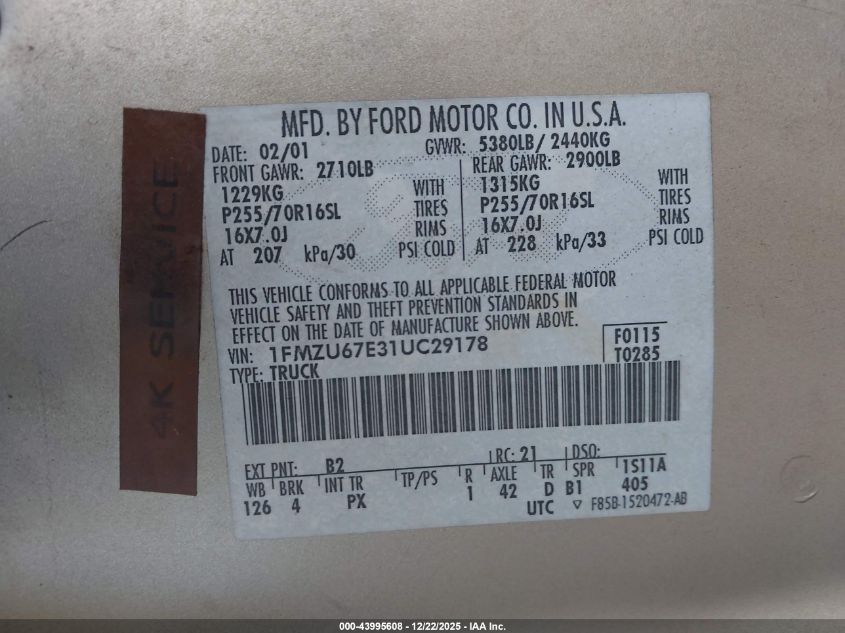 4K SERVICE
MFD. BY FORD MOTOR CO. IN U.S.A.
DATE: 02/01 GVWR: 5380LB/ 2440KG
FRONT GAWR: 2710LB REAR GAWR: 2900LB
1229KG WITH 1315KG WITH
P255/70R16SL TIRES P255/70R16SL TIRES
16X7.0J RIMS 16X7.0J RIMS
AT 207 kPa/30 PSI COLD AT 228 kPa/33 PSI COLD
THIS VEHICLE CONFORMS TO ALL APPLICABLE FEDERAL MOTOR
VEHICLE SAFETY AND THEFT PREVENTION STANDARDS IN
EFFECT ON THE DATE OF MANUFACTURE SHOWN ABOVE.
VIN: 1FMZU67E31UC29178 F0115
TYPE: TRUCK T0285
EXT PNT: B2 RC: 21 DSO:
WB BRK INT TR TP/PS R AXLE TR SPR 1S11A
126 4 PX 1 42 D B1 405
UTC ▽ F85B-1520472-AB
000-43995608 - 12/22/2025 - IAA Inc.